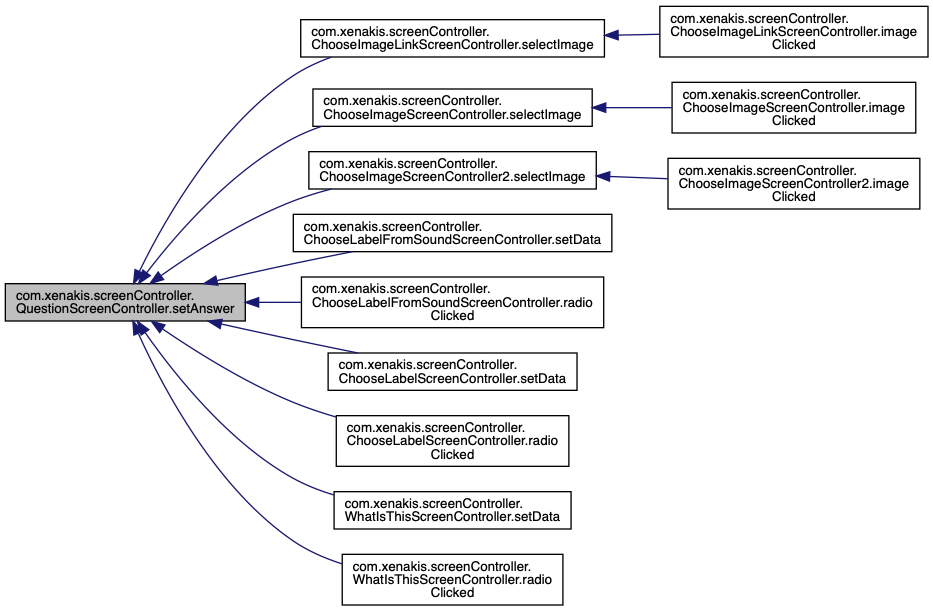 com.xenakis.screenController.
QuestionScreenController.setAnswer
com.xenakis.screenController.
ChooseImageLinkScreenController.selectImage
com.xenakis.screenController.
ChooseImageLinkScreenController.image
Clicked
com.xenakis.screenController.
ChooseImageScreenController.selectImage
com.xenakis.screenController.
ChooseImageScreenController.image
Clicked
com.xenakis.screenController.
ChooseImageScreenController2.selectImage
com.xenakis.screenController.
ChooseImageScreenController2.image
Clicked
com.xenakis.screenController.
ChooseLabelFromSoundScreenController.setData
com.xenakis.screenController.
ChooseLabelFromSoundScreenController.radio
Clicked
com.xenakis.screenController.
ChooseLabelScreenController.setData
com.xenakis.screenController.
ChooseLabelScreenController.radio
Clicked
com.xenakis.screenController.
WhatIsThisScreenController.setData
com.xenakis.screenController.
WhatIsThisScreenController.radio
Clicked